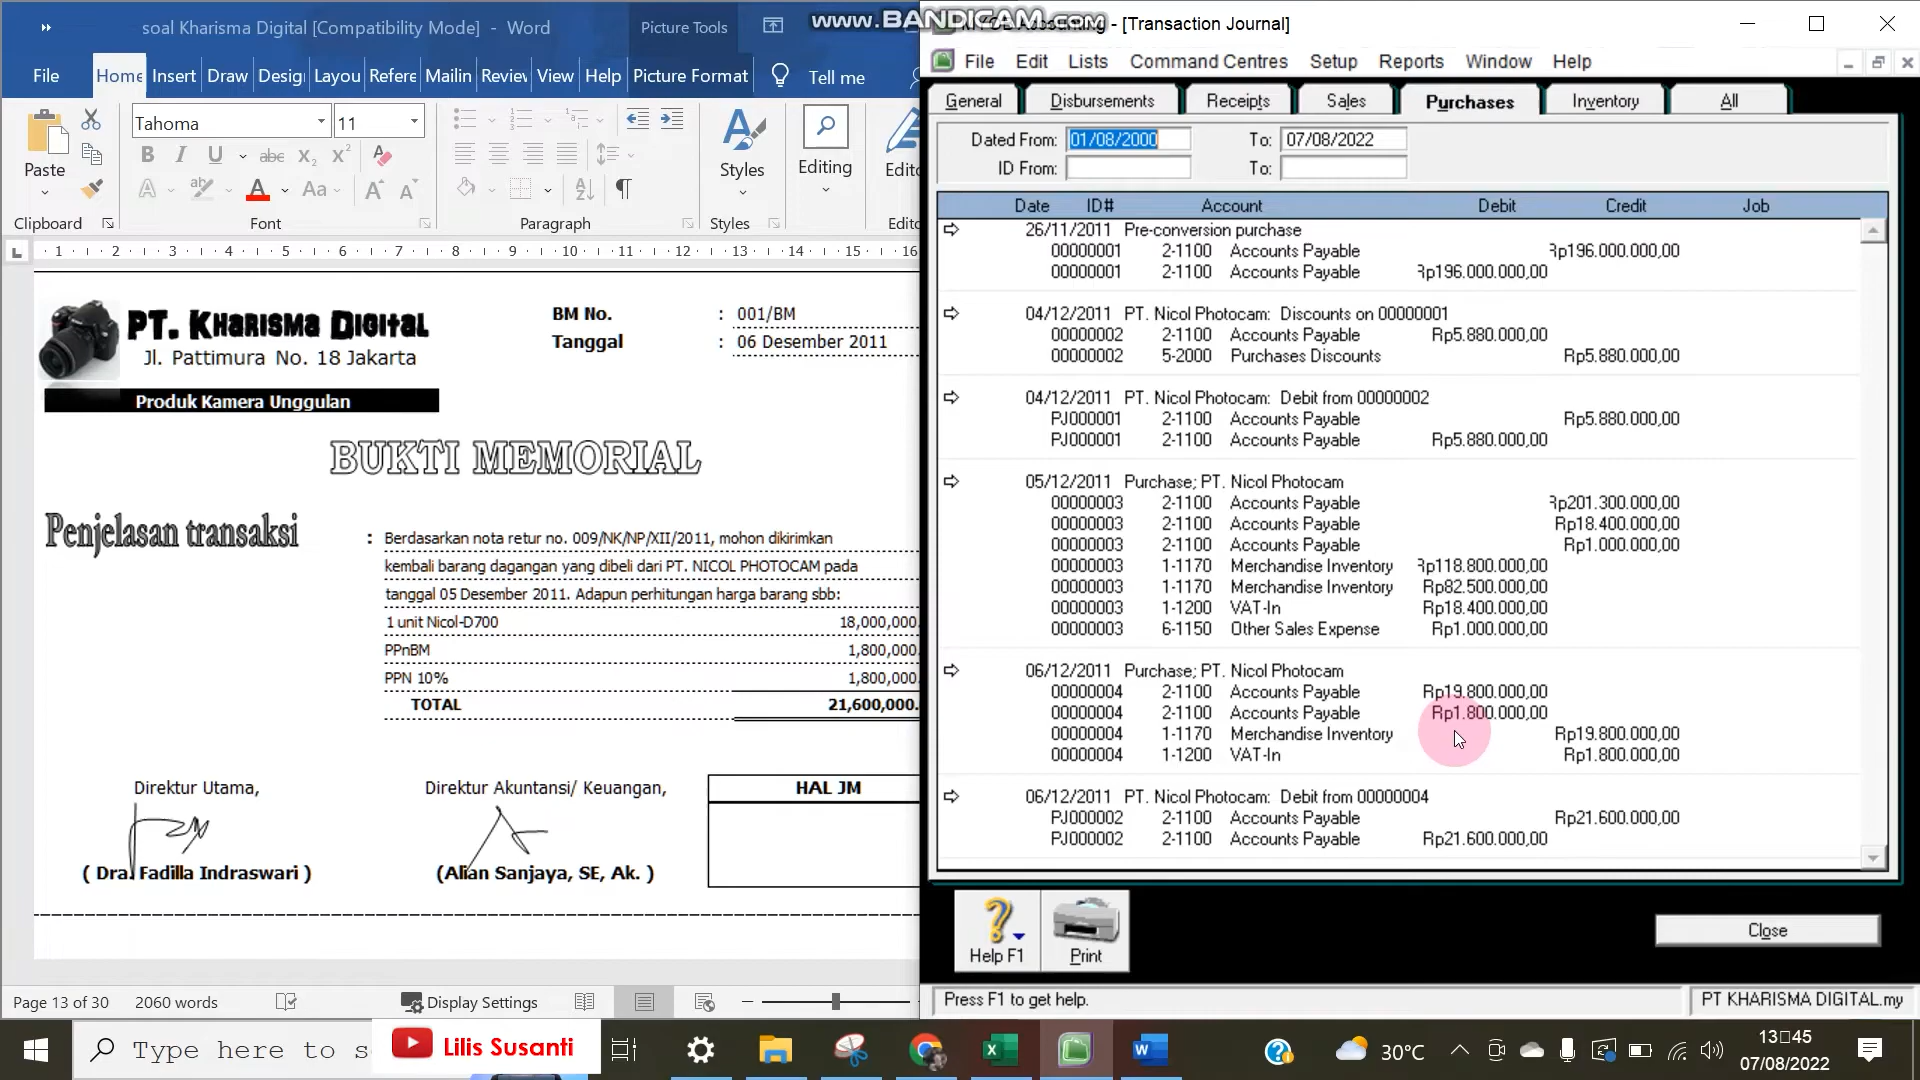 soal Kharisma Digital [Compatibility Mode] - Word
Picture Tools
www.BANDICAM.com
Accounting - [Transaction Journal]
File Home Insert Draw Layou Refere Mailin View Help Picture Format Tell me
Tahoma 11
Paste Styles Editing
Clipboard Font Paragraph Styles
1 2 3 4 5 6 7 8 9 10 11 12 13 14 15 16
PT. Kharisma Digital
Jl. Pattimura No. 18 Jakarta
Produk Kamera Unggulan
BM No. : 001/BM
Tanggal : 06 Desember 2011
BUKTI MEMORIAL
Penjelasan transaksi
: Berdasarkan nota retur no. 009/NK/NP/XII/2011, mohon dikirimkan
kembali barang dagangan yang dibeli dari PT. NICOL PHOTOCAM pada
tanggal 05 Desember 2011. Adapun perhitungan harga barang sbb:
1 unit Nicol-D700 18,000,000.
PPnBM 1,800,000.
PPN 10% 1,800,000.
TOTAL 21,600,000.
Direktur Utama,
Direktur Akuntansi/ Keuangan,
HAL JM
( Dra. Fadilla Indraswari )
(Alian Sanjaya, SE, Ak. )
Page 13 of 30 2060 words Display Settings
File Edit Lists Command Centres Setup Reports Window Help
General Disbursements Receipts Sales Purchases Inventory All
Dated From: 01/08/2000 To: 07/08/2022
ID From: To:
Date ID# Account Debit Credit Job
26/11/2011 Pre-conversion purchase
00000001 2-1100 Accounts Payable Rp196.000.000,00
00000001 2-1100 Accounts Payable Rp196.000.000,00
04/12/2011 PT. Nicol Photocam: Discounts on 00000001
00000002 2-1100 Accounts Payable Rp5.880.000,00
00000002 5-2000 Purchases Discounts Rp5.880.000,00
04/12/2011 PT. Nicol Photocam: Debit from 00000002
PJ000001 2-1100 Accounts Payable Rp5.880.000,00
PJ000001 2-1100 Accounts Payable Rp5.880.000,00
05/12/2011 Purchase; PT. Nicol Photocam
00000003 2-1100 Accounts Payable Rp201.300.000,00
00000003 2-1100 Accounts Payable Rp18.400.000,00
00000003 2-1100 Accounts Payable Rp1.000.000,00
00000003 1-1170 Merchandise Inventory Rp118.800.000,00
00000003 1-1170 Merchandise Inventory Rp82.500.000,00
00000003 1-1200 VAT-In Rp18.400.000,00
00000003 6-1150 Other Sales Expense Rp1.000.000,00
06/12/2011 Purchase; PT. Nicol Photocam
00000004 2-1100 Accounts Payable Rp19.800.000,00
00000004 2-1100 Accounts Payable Rp1.800.000,00
00000004 1-1170 Merchandise Inventory Rp19.800.000,00
00000004 1-1200 VAT-In Rp1.800.000,00
06/12/2011 PT. Nicol Photocam: Debit from 00000004
PJ000002 2-1100 Accounts Payable Rp21.600.000,00
PJ000002 2-1100 Accounts Payable Rp21.600.000,00
Help F1 Print Close
Press F1 to get help. PT KHARISMA DIGITAL.my
Type here to s
Lilis Susanti
30°C
13 45
07/08/2022